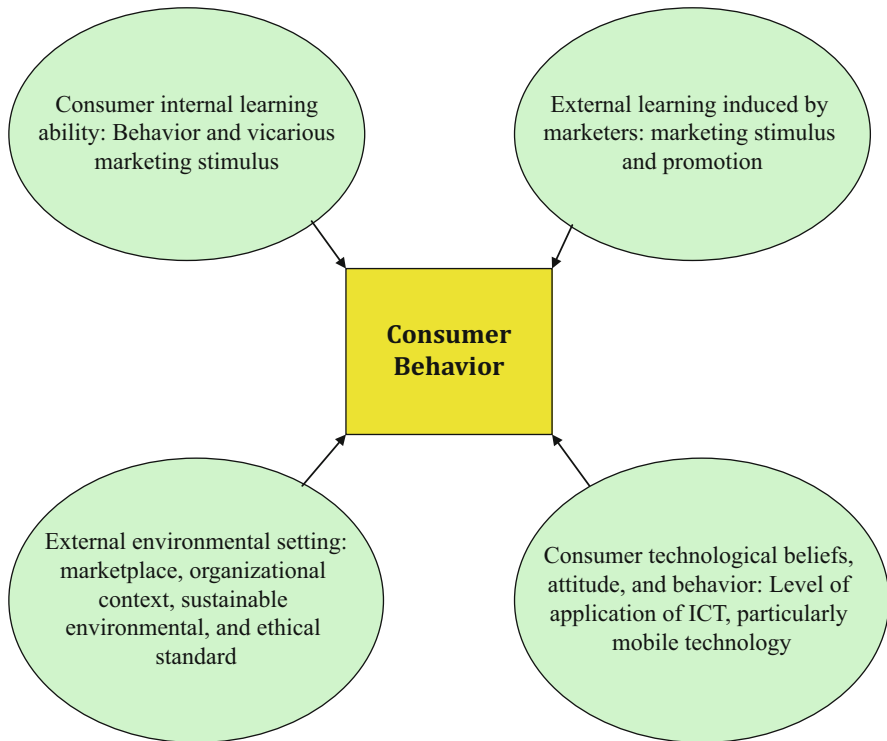 Consumer internal learning
ability: Behavior and vicarious
marketing stimulus
External learning induced by
marketers: marketing stimulus
and promotion
Consumer
Behavior
External environmental setting:
marketplace, organizational
context, sustainable
environmental, and ethical
standard
Consumer technological beliefs,
attitude, and behavior: Level of
application of ICT, particularly
mobile technology